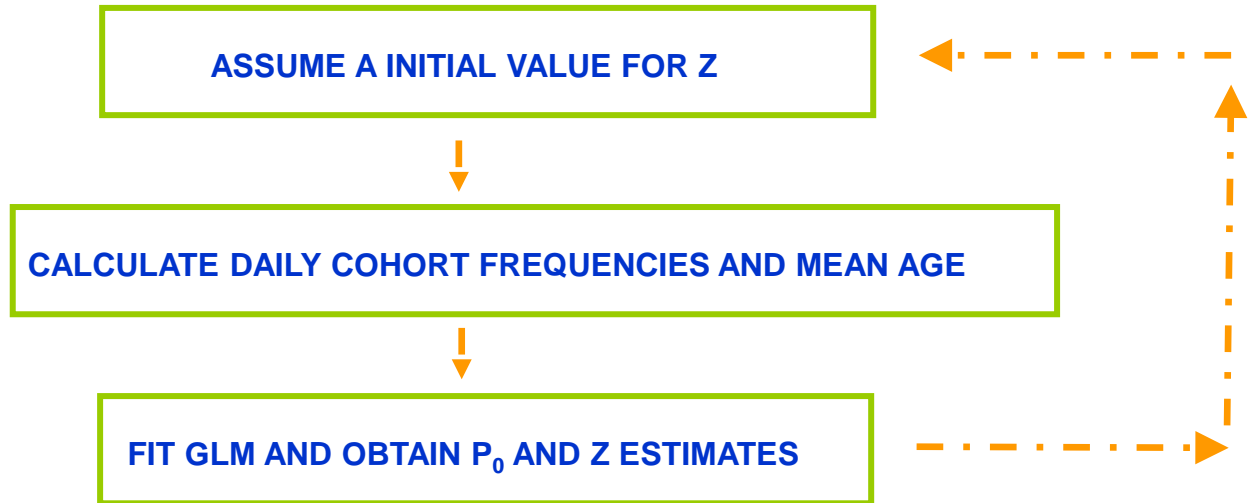 ASSUME A INITIAL VALUE FOR Z
CALCULATE DAILY COHORT FREQUENCIES AND MEAN AGE
FIT GLM AND OBTAIN P₀ AND Z ESTIMATES